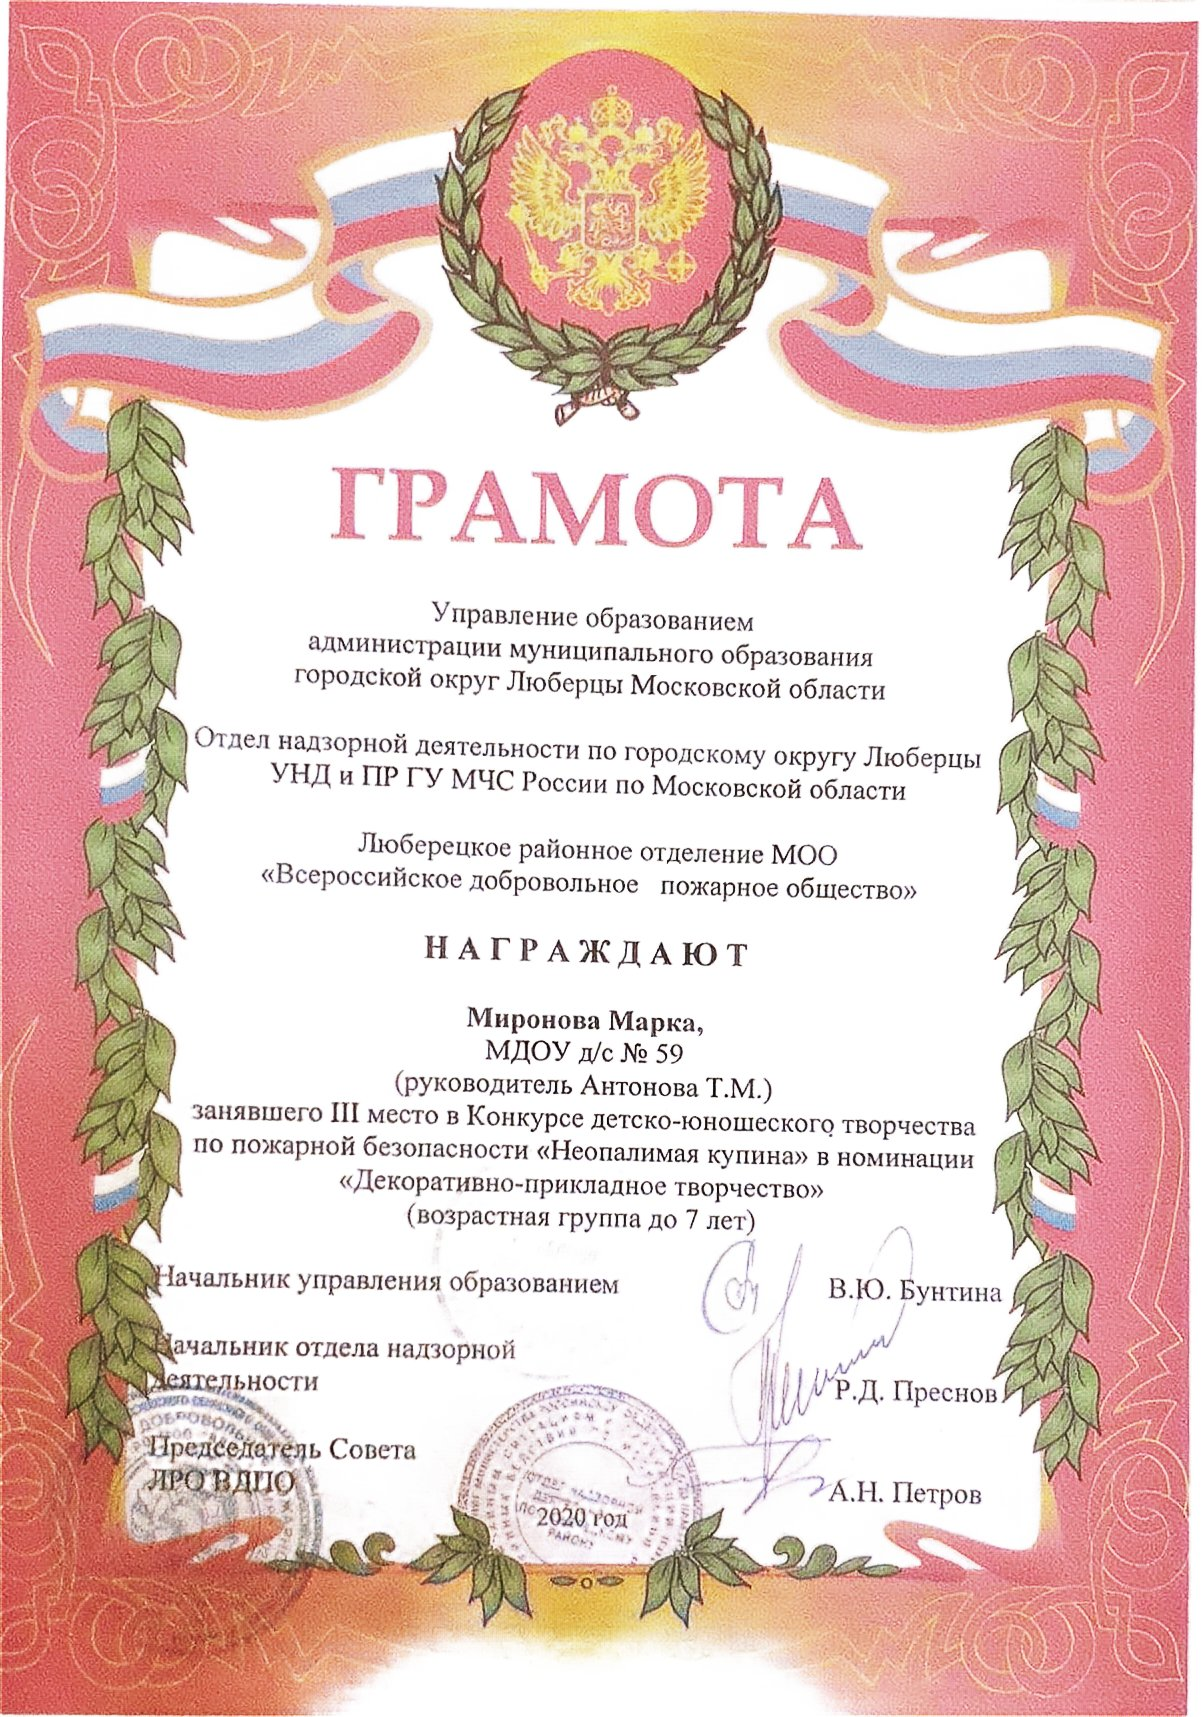 ГРАМОТА
Управление образованием
администрации муниципального образования
городской округ Люберцы Московской области
Отдел надзорной деятельности по городскому округу Люберцы
УНД и ПР ГУ МЧС России по Московской области
Люберецкое районное отделение МОО
«Всероссийское добровольное пожарное общество»
Н А Г Р А Ж Д А Ю Т
Миронова Марка,
МДОУ д/с № 59
(руководитель Антонова Т.М.)
занявшего III место в Конкурсе детско-юношеского творчества
по пожарной безопасности «Неопалимая купина» в номинации
«Декоративно-прикладное творчество»
(возрастная группа до 7 лет)
Начальник управления образованием В.Ю. Бунтина
Начальник отдела надзорной
деятельности Р.Д. Преснов
Председатель Совета
ЛРО ВДПО А.Н. Петров
2020 год